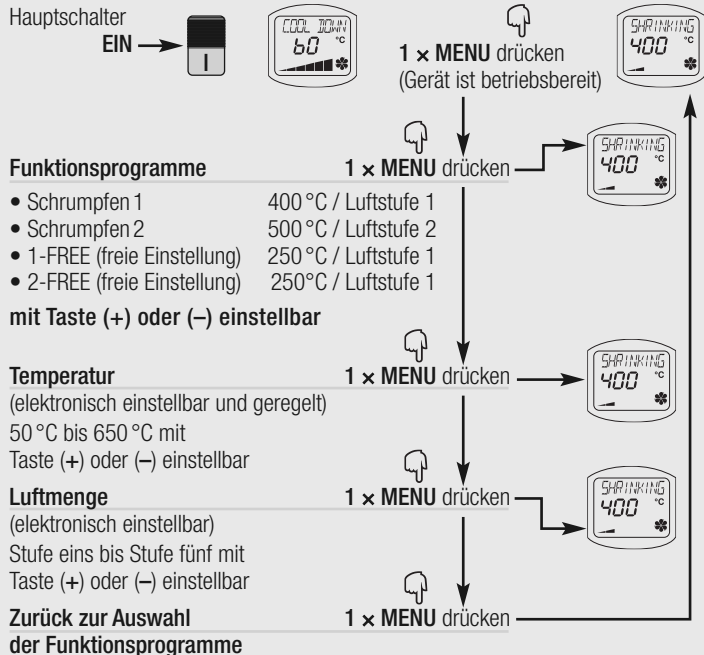 Hauptschalter
EIN
I
COOL DOWN
60 °C
1 × MENU drücken
(Gerät ist betriebsbereit)
SHRINKING
400 °C
Funktionsprogramme 1 × MENU drücken
SHRINKING
400 °C
• Schrumpfen 1 400 °C / Luftstufe 1
• Schrumpfen 2 500 °C / Luftstufe 2
• 1-FREE (freie Einstellung) 250 °C / Luftstufe 1
• 2-FREE (freie Einstellung) 250°C / Luftstufe 1
mit Taste (+) oder (–) einstellbar
Temperatur 1 × MENU drücken
SHRINKING
400 °C
(elektronisch einstellbar und geregelt)
50 °C bis 650 °C mit
Taste (+) oder (–) einstellbar
Luftmenge 1 × MENU drücken
SHRINKING
400 °C
(elektronisch einstellbar)
Stufe eins bis Stufe fünf mit
Taste (+) oder (–) einstellbar
Zurück zur Auswahl 1 × MENU drücken
der Funktionsprogramme